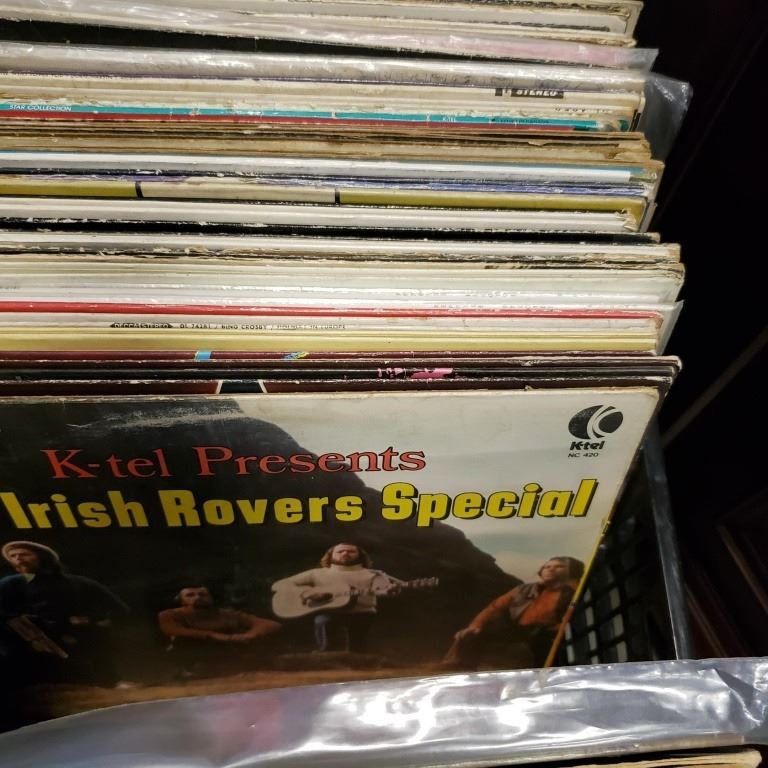 STEREO
STAR COLLECTION
K-TEL
DECCA STEREO DL 74281 / BING CROSBY / HOLIDAY IN EUROPE
K-tel
NC 420
K-tel Presents
Irish Rovers Special